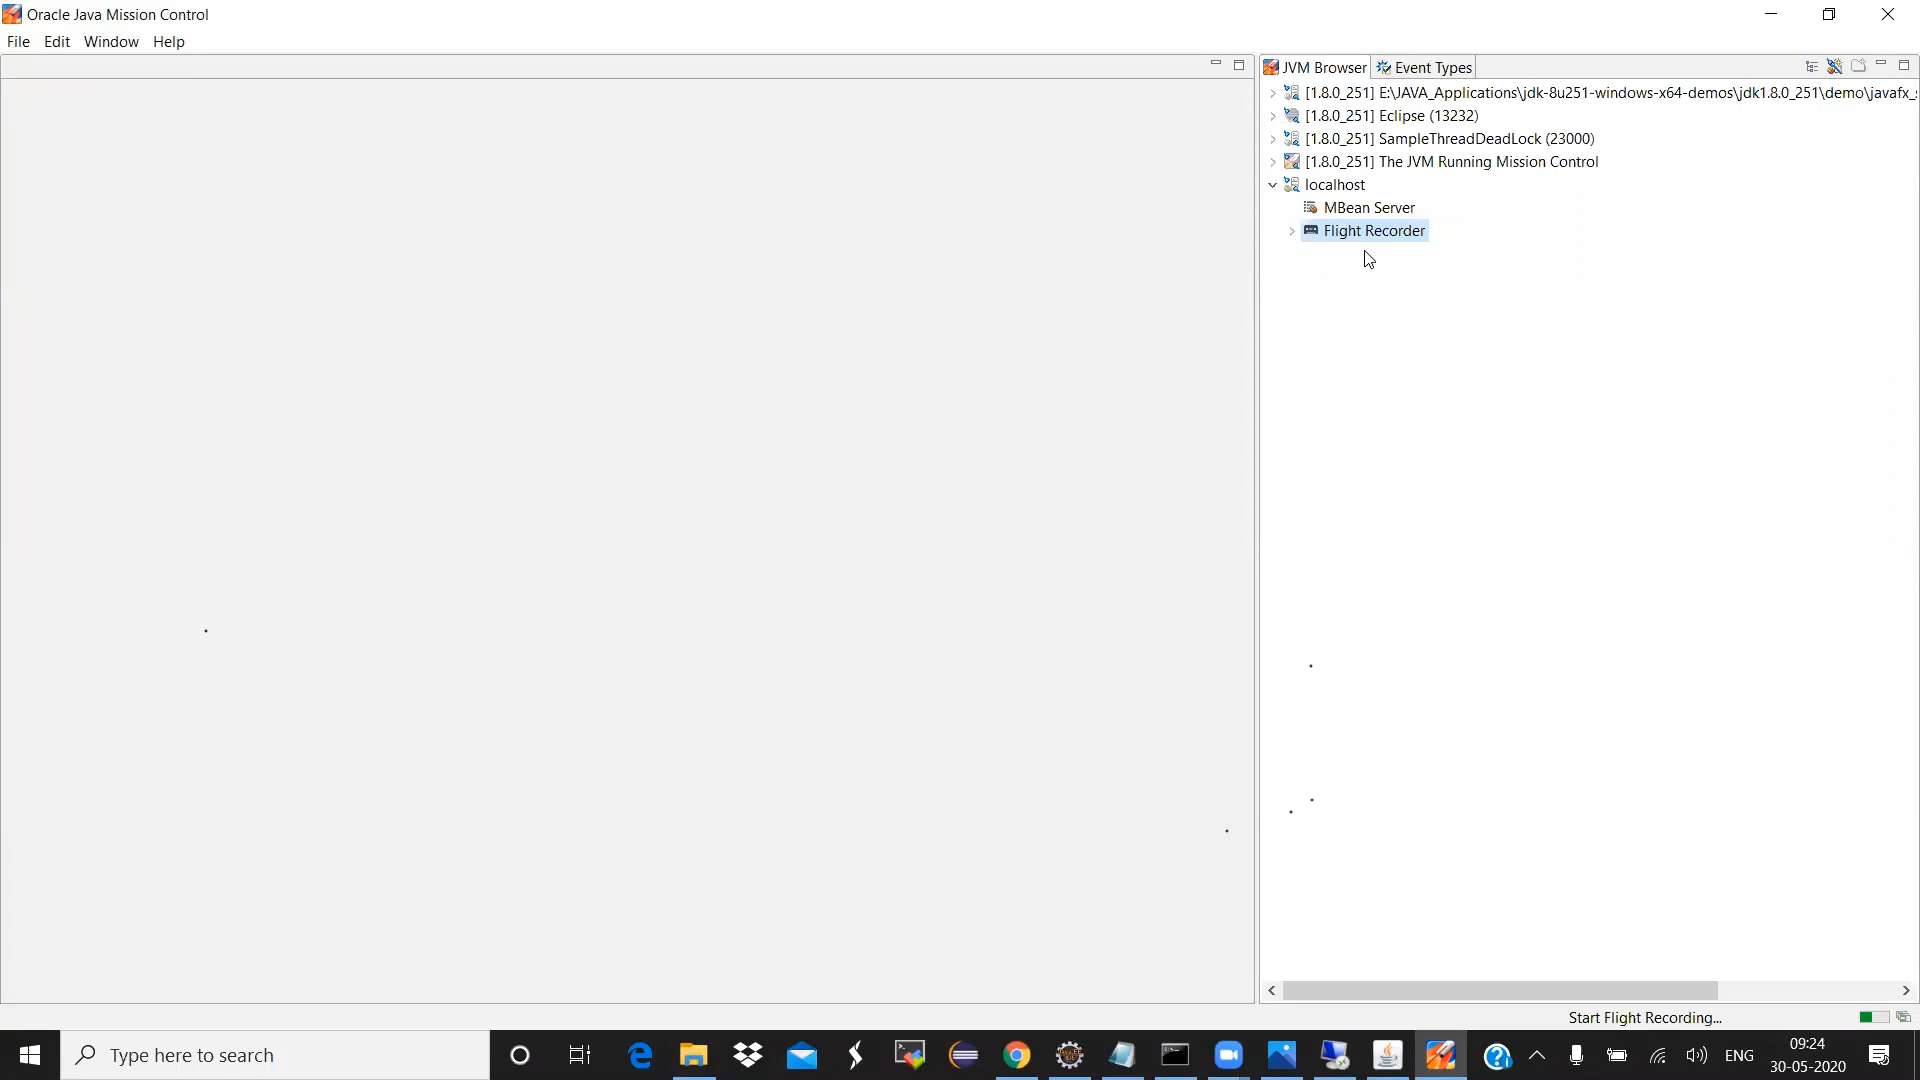 Oracle Java Mission Control
File Edit Window Help
JVM Browser Event Types
[1.8.0_251] E:\JAVA_Applications\jdk-8u251-windows-x64-demos\jdk1.8.0_251\demo\javafx_
[1.8.0_251] Eclipse (13232)
[1.8.0_251] SampleThreadDeadLock (23000)
[1.8.0_251] The JVM Running Mission Control
localhost
MBean Server
Flight Recorder
Start Flight Recording...
Type here to search
ENG
09:24
30-05-2020